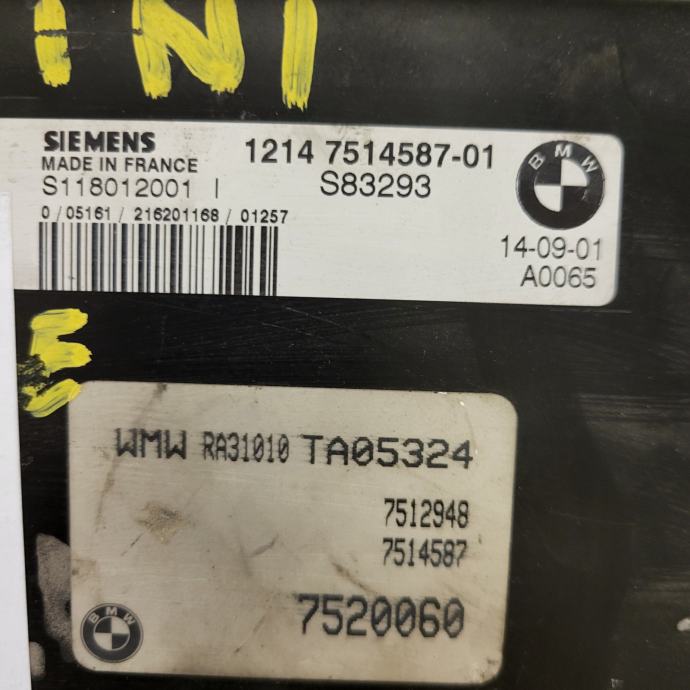 INI
SIEMENS
MADE IN FRANCE
S118012001 I
1214 7514587-01
S83293
BMW
0 / 05161 / 216201168 / 01257
14-09-01
A0065
WMW RA31010 TA05324
7512948
7514587
7520060
BMW